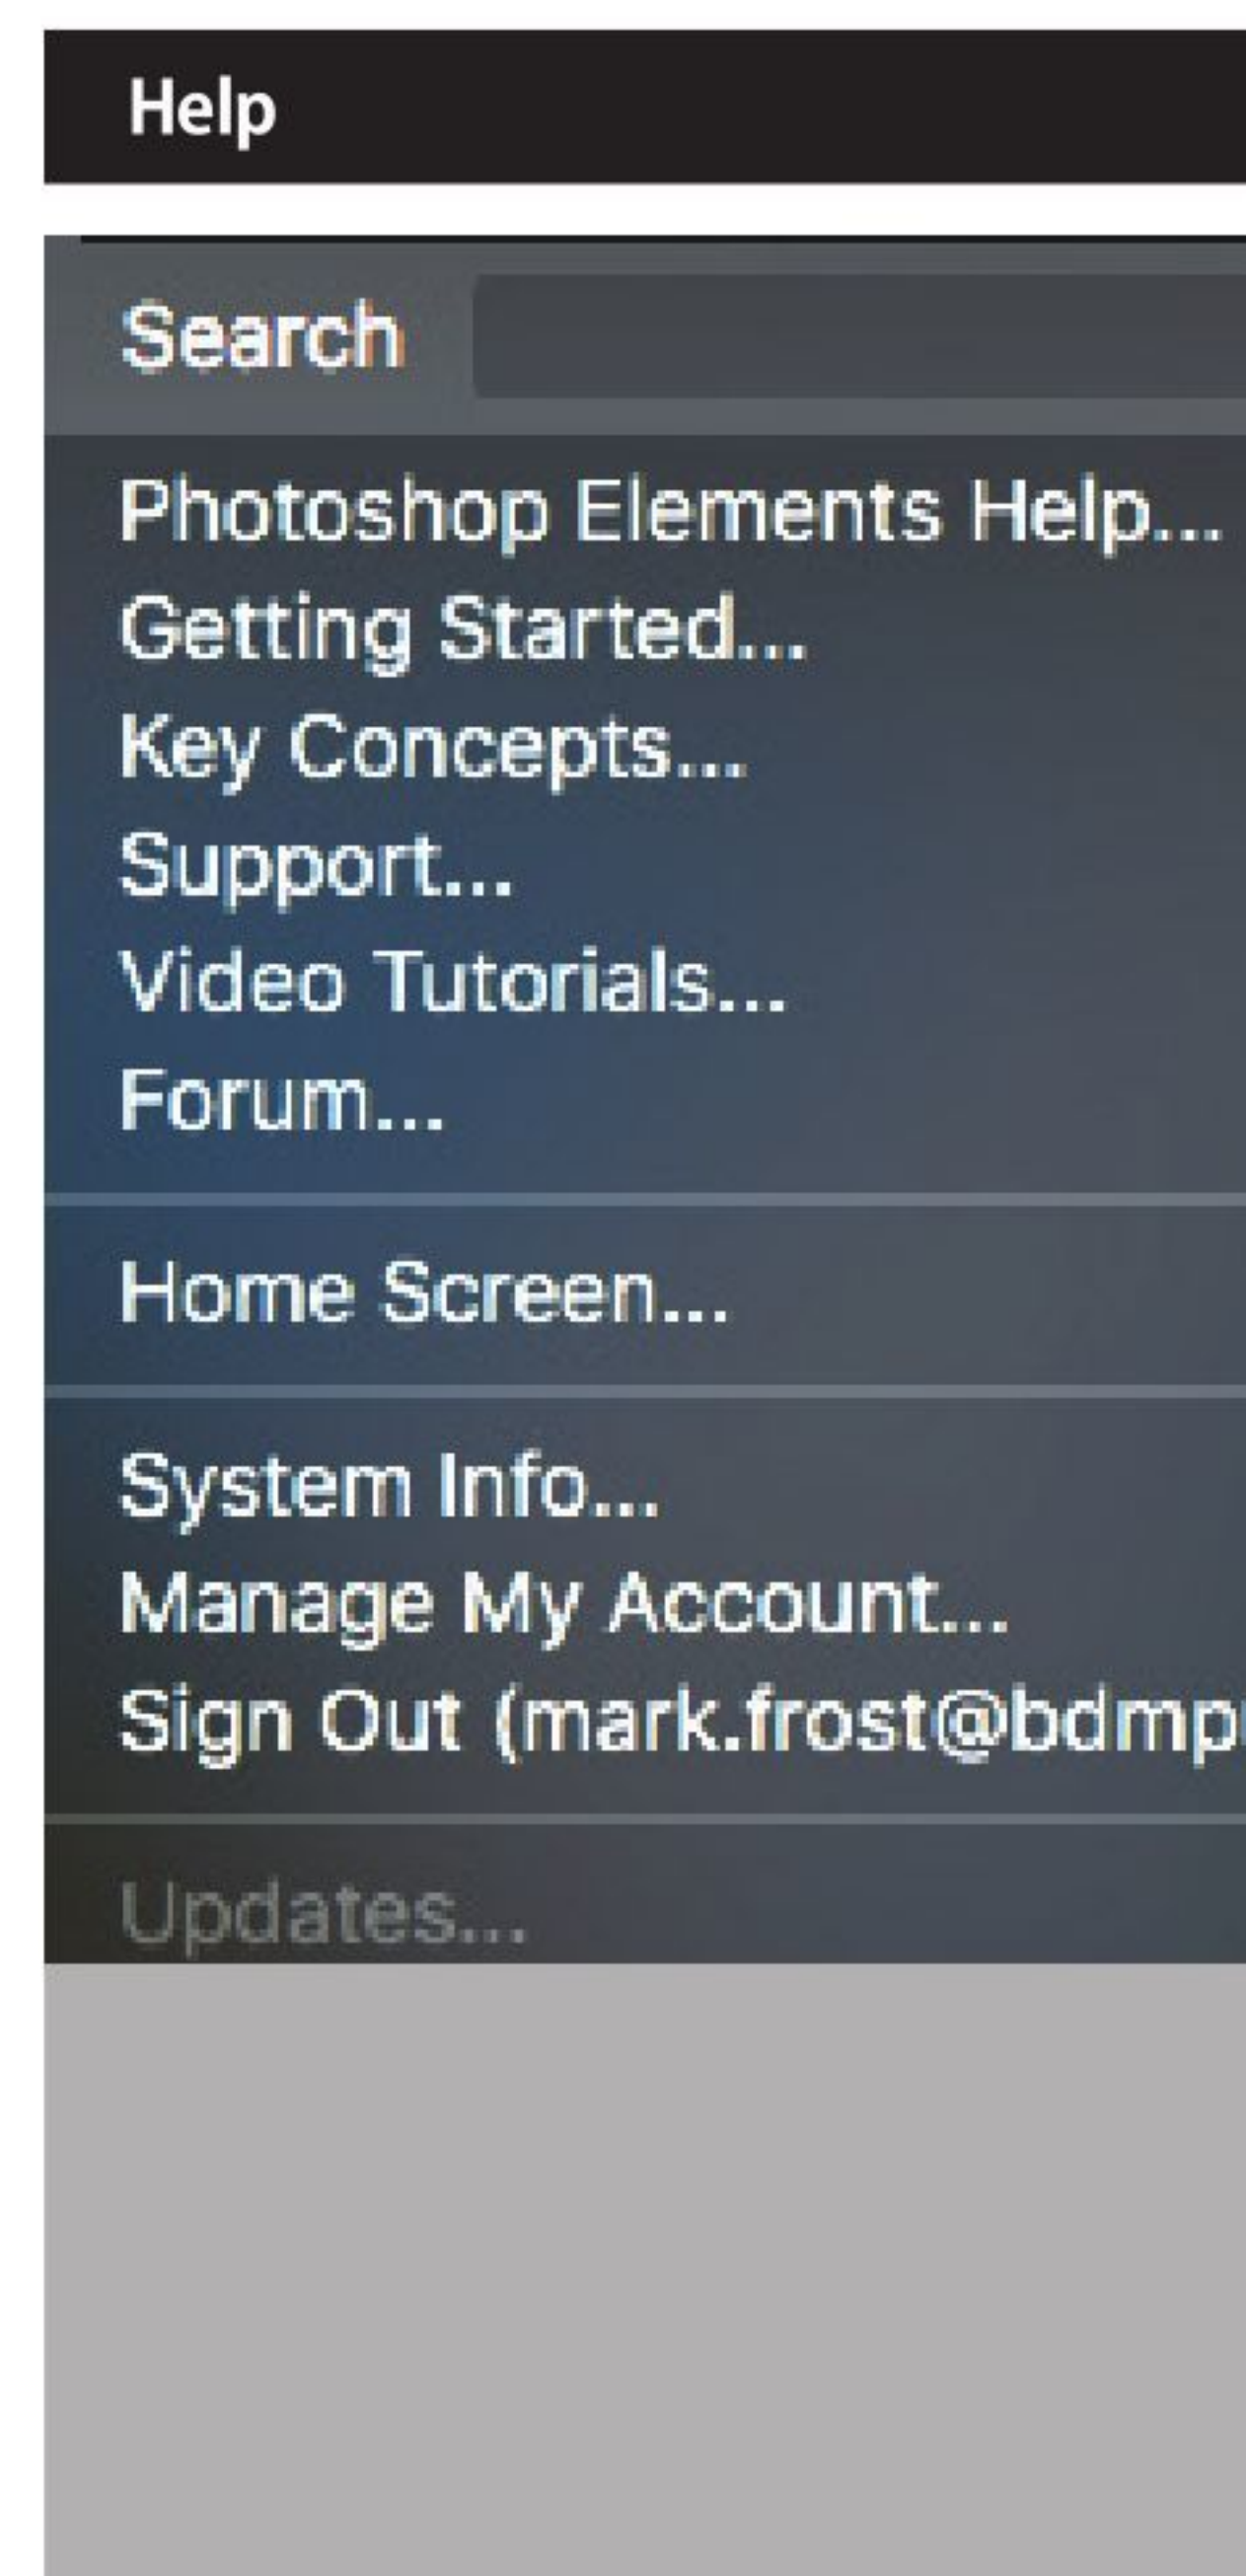 Help
Search
Photoshop Elements Help...
Getting Started...
Key Concepts...
Support...
Video Tutorials...
Forum...
Home Screen...
System Info...
Manage My Account...
Sign Out (mark.frost@bdmp
Updates...